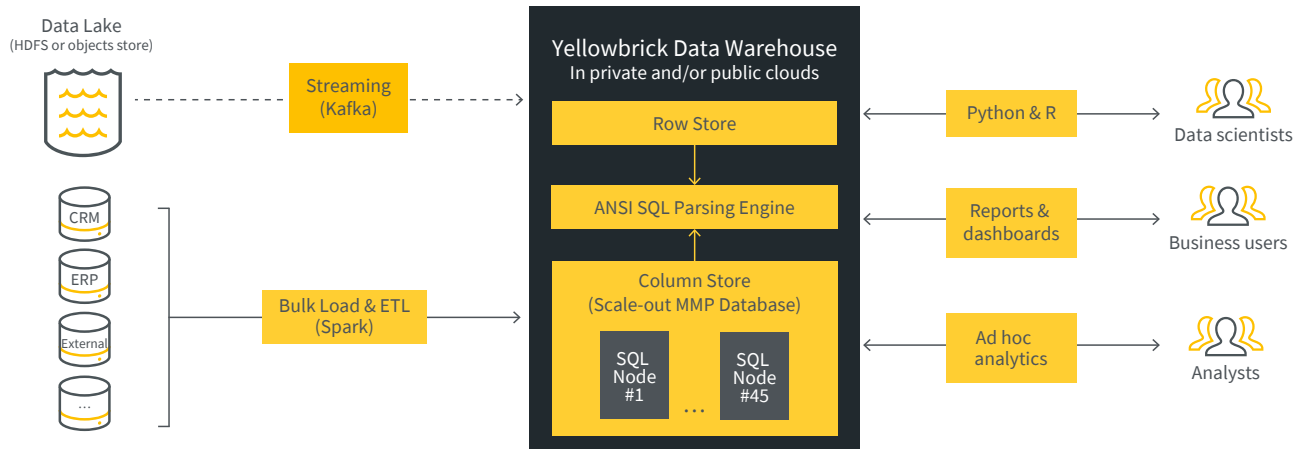 Data Lake
(HDFS or objects store)
Streaming
(Kafka)
CRM
ERP
External
...
Bulk Load & ETL
(Spark)
Yellowbrick Data Warehouse
In private and/or public clouds
Row Store
ANSI SQL Parsing Engine
Column Store
(Scale-out MMP Database)
SQL
Node
#1
...
SQL
Node
#45
Python & R
Data scientists
Reports &
dashboards
Business users
Ad hoc
analytics
Analysts